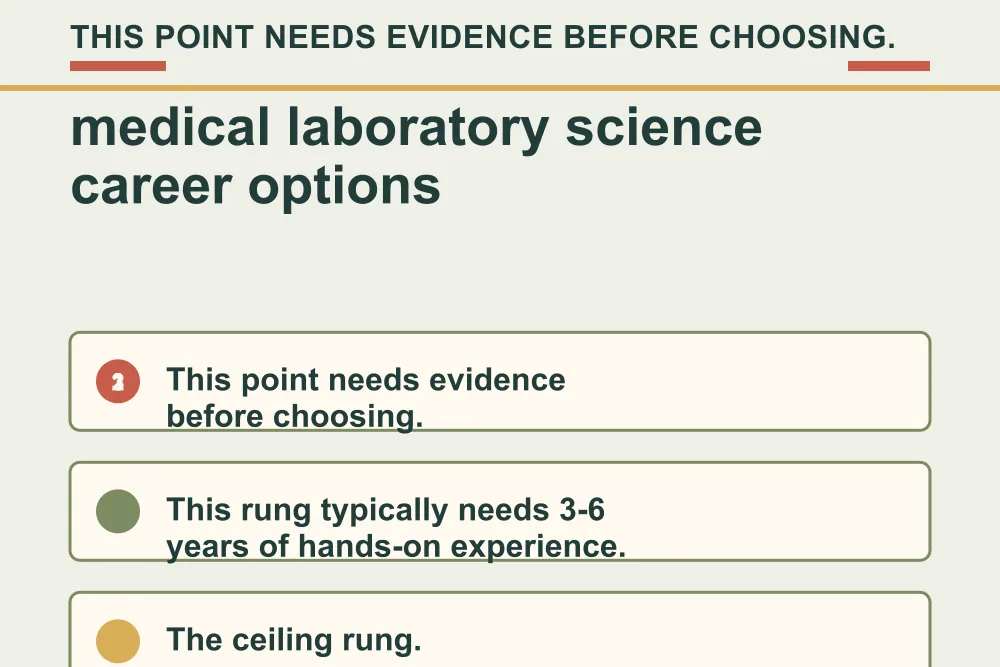 THIS POINT NEEDS EVIDENCE BEFORE CHOOSING.
medical laboratory science
career options
This point needs evidence
before choosing.
This rung typically needs 3-6
years of hands-on experience.
The ceiling rung.